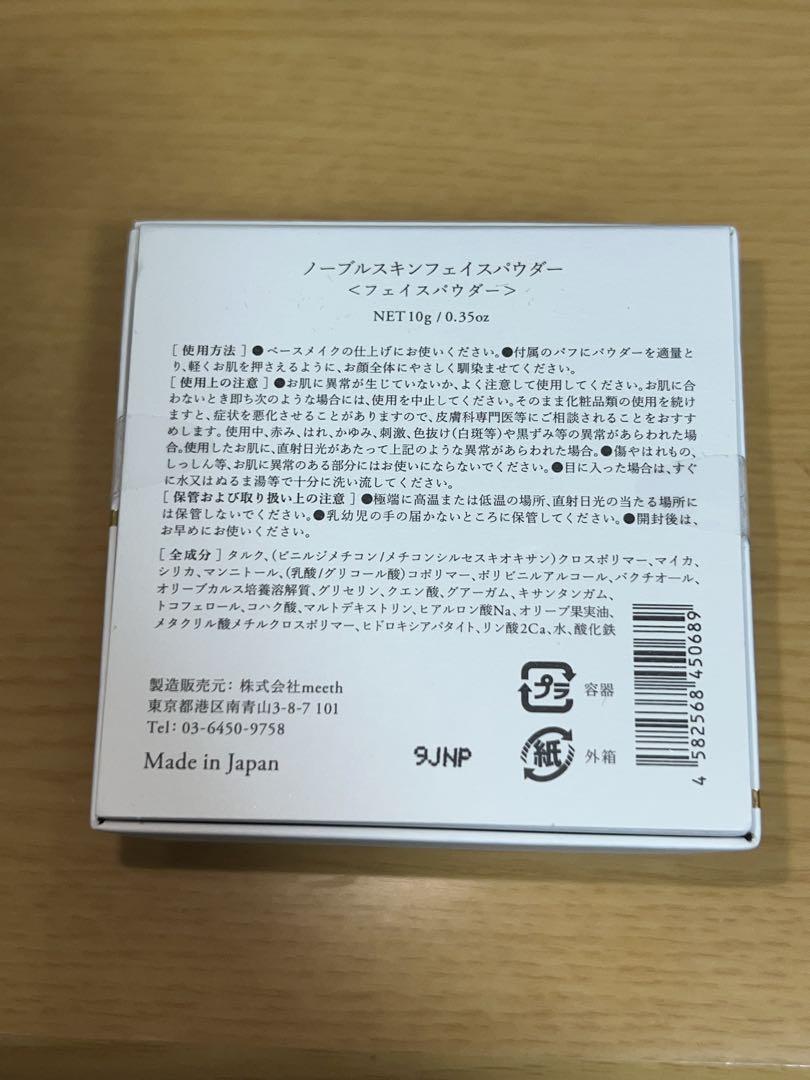 ノーブルスキンフェイスパウダー
＜フェイスパウダー＞
NET 10g / 0.35oz
[ 使用方法 ] ●ベースメイクの仕上げにお使いください。●付属のパフにパウダーを適量と
り、軽くお肌を押さえるように、お顔全体にやさしく馴染ませてください。
[ 使用上の注意 ] ●お肌に異常が生じていないか、よく注意して使用してください。お肌に合
わないとき即ち次のような場合には、使用を中止してください。そのまま化粧品類の使用を続け
ますと、症状を悪化させることがありますので、皮膚科専門医等にご相談されることをおすす
めします。使用中、赤み、はれ、かゆみ、刺激、色抜け(白斑等)や黒ずみ等の異常があらわれた場
合。使用したお肌に、直射日光があたって上記のような異常があらわれた場合。●傷やはれもの、
しっしん等、お肌に異常のある部分にはお使いにならないでください。●目に入った場合は、すぐ
に水又はぬるま湯等で十分に洗い流してください。
[ 保管および取り扱い上の注意 ] ●極端に高温または低温の場所、直射日光の当たる場所に
は保管しないでください。●乳幼児の手の届かないところに保管してください。●開封後は、
お早めにお使いください。
[ 全成分 ] タルク、(ビニルジメチコン/メチコンシルセスキオキサン)クロスポリマー、マイカ、
シリカ、マンニトール、(乳酸/グリコール酸)コポリマー、ポリビニルアルコール、バクチオール、
オリーブカルス培養溶解質、グリセリン、クエン酸、グアーガム、キサンタンガム、
トコフェロール、コハク酸、マルトデキストリン、ヒアルロン酸Na、オリーブ果実油、
メタクリル酸メチルクロスポリマー、ヒドロキシアパタイト、リン酸2Ca、水、酸化鉄
製造販売元: 株式会社meeth
東京都港区南青山3-8-7 101
Tel: 03-6450-9758
Made in Japan
9JNP
プラ 容器
紙 外箱
4 582568 450689